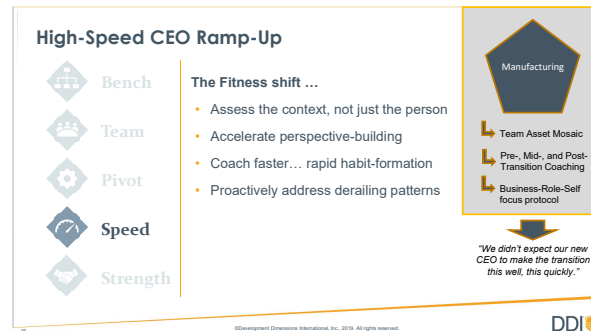 High-Speed CEO Ramp-Up
Bench
Team
Pivot
Speed
Strength
The Fitness shift …
• Assess the context, not just the person
• Accelerate perspective-building
• Coach faster… rapid habit-formation
• Proactively address derailing patterns
Manufacturing
Team Asset Mosaic
Pre-, Mid-, and Post-
Transition Coaching
Business-Role-Self
focus protocol
"We didn't expect our new
CEO to make the transition
this well, this quickly."
©Development Dimensions International, Inc., 2019. All rights reserved.
DDI